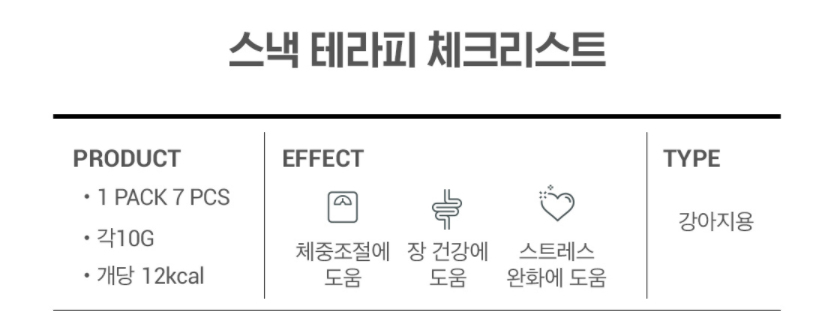 스낵 테라피 체크리스트
PRODUCT
• 1 PACK 7 PCS
• 각10G
• 개당 12kcal
EFFECT
체중조절에
도움
장 건강에
도움
스트레스
완화에 도움
TYPE
강아지용